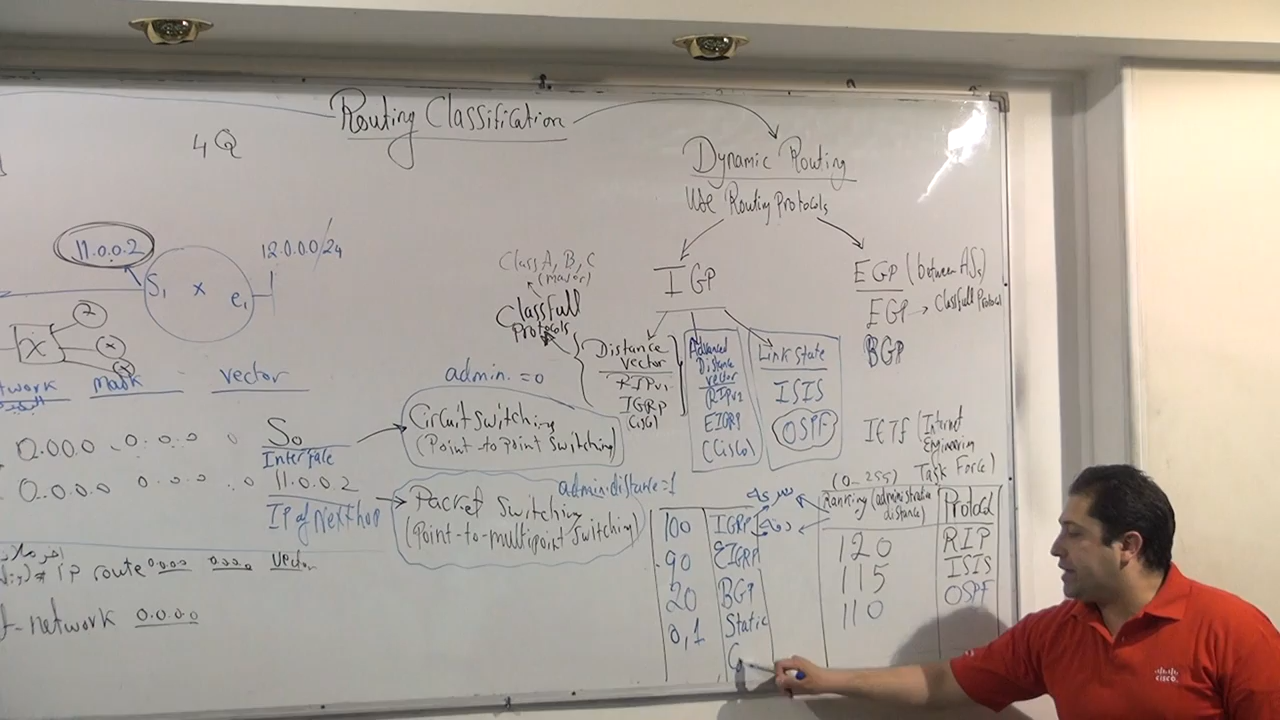 Routing Classification
4Q
Dynamic Routing
Use Routing Protocols
11.0.0.2
12.0.0.0/24
S1 x e1
2
x
x
x
Mask
vector
0.0.0.0 0.0.0.0
S0
Interface
0.0.0.0 0.0.0.0
11.0.0.2
IP of Next Hop
IP route 0.0.0.0 0.0.0.0 vector
t-network 0.0.0.0
admin. = 0
Circuit Switching
(Point-to-point Switching)
admin.distance=1
Packet Switching
(Point-to-multipoint Switching)
Class A, B, C
(major)
Classfull
Protocols
IGP
Distance
vector
RIPv1
IGRP
Advanced
Distance
vector
RIPv2
EIGRP
(Cisco)
Link state
ISIS
OSPF
EGP (between ASs)
EGP → Classfull Protocol
BGP
IETF (Internet
Engineering
Task Force)
(0-255)
Ranking (administrative
distance)
Protocol
120 RIP
115 ISIS
110 OSPF
سرعت
دقت
100 IGRP
90 EIGRP
20 BGP
0,1 Static
C
CISCO